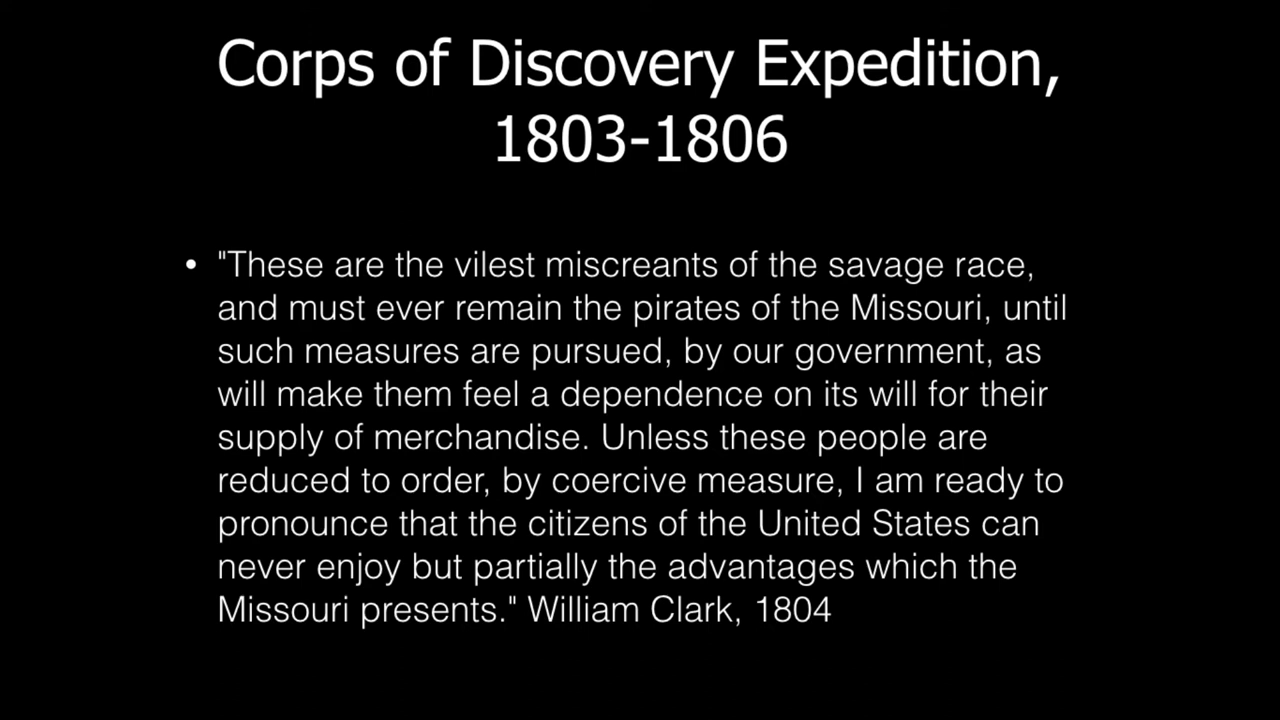 Corps of Discovery Expedition,
1803-1806
• "These are the vilest miscreants of the savage race,
and must ever remain the pirates of the Missouri, until
such measures are pursued, by our government, as
will make them feel a dependence on its will for their
supply of merchandise. Unless these people are
reduced to order, by coercive measure, I am ready to
pronounce that the citizens of the United States can
never enjoy but partially the advantages which the
Missouri presents." William Clark, 1804